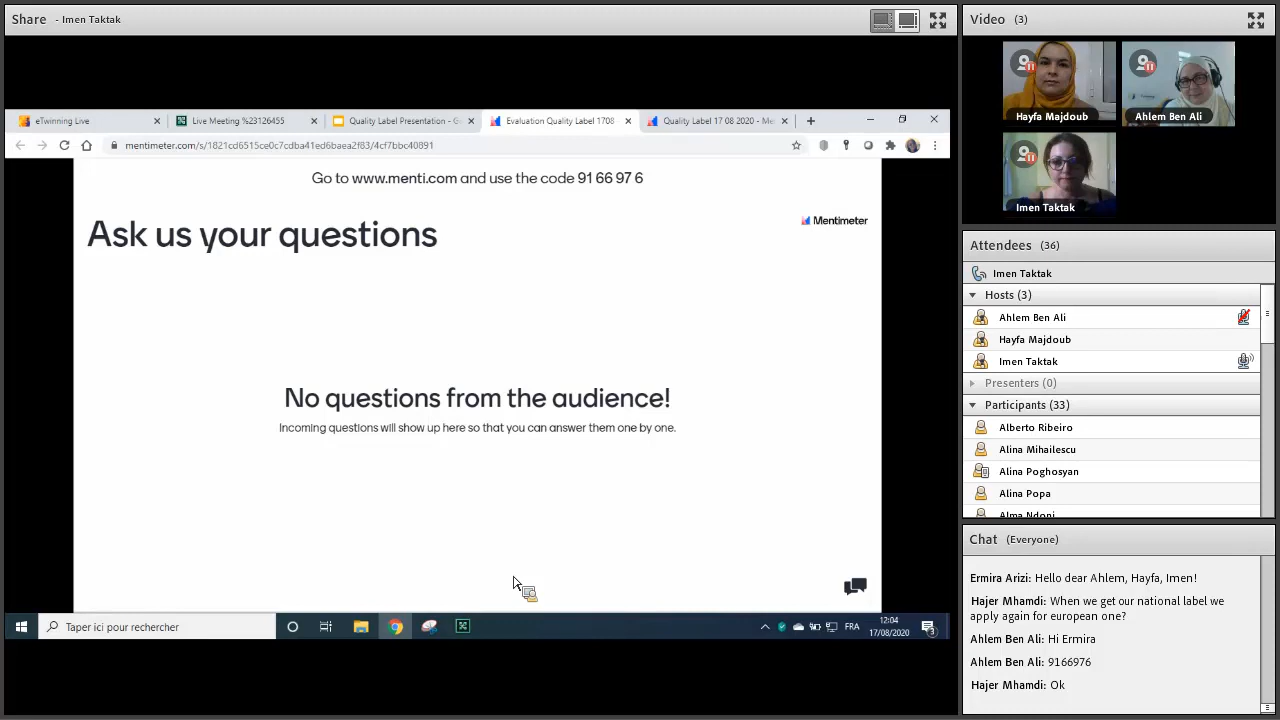 Share - Imen Taktak
eTwinning Live
Live Meeting %23126455
Quality Label Presentation - G
Evaluation Quality Label 1708
Quality Label 17 08 2020 - Me
mentimeter.com/s/1821cd6515ce0c7cdba41ed6baea2f83/4cf7bbc40891
Go to www.menti.com and use the code 91 66 97 6
Ask us your questions
Mentimeter
No questions from the audience!
Incoming questions will show up here so that you can answer them one by one.
Taper ici pour rechercher
FRA
12:04
17/08/2020
3
Video (3)
Hayfa Majdoub
Ahlem Ben Ali
Imen Taktak
Attendees (36)
Imen Taktak
Hosts (3)
Ahlem Ben Ali
Hayfa Majdoub
Imen Taktak
Presenters (0)
Participants (33)
Alberto Ribeiro
Alina Mihailescu
Alina Poghosyan
Alina Popa
Alma Ndoni
Chat (Everyone)
Ermira Arizi: Hello dear Ahlem, Hayfa, Imen!
Hajer Mhamdi: When we get our national label we
apply again for european one?
Ahlem Ben Ali: Hi Ermira
Ahlem Ben Ali: 9166976
Hajer Mhamdi: Ok